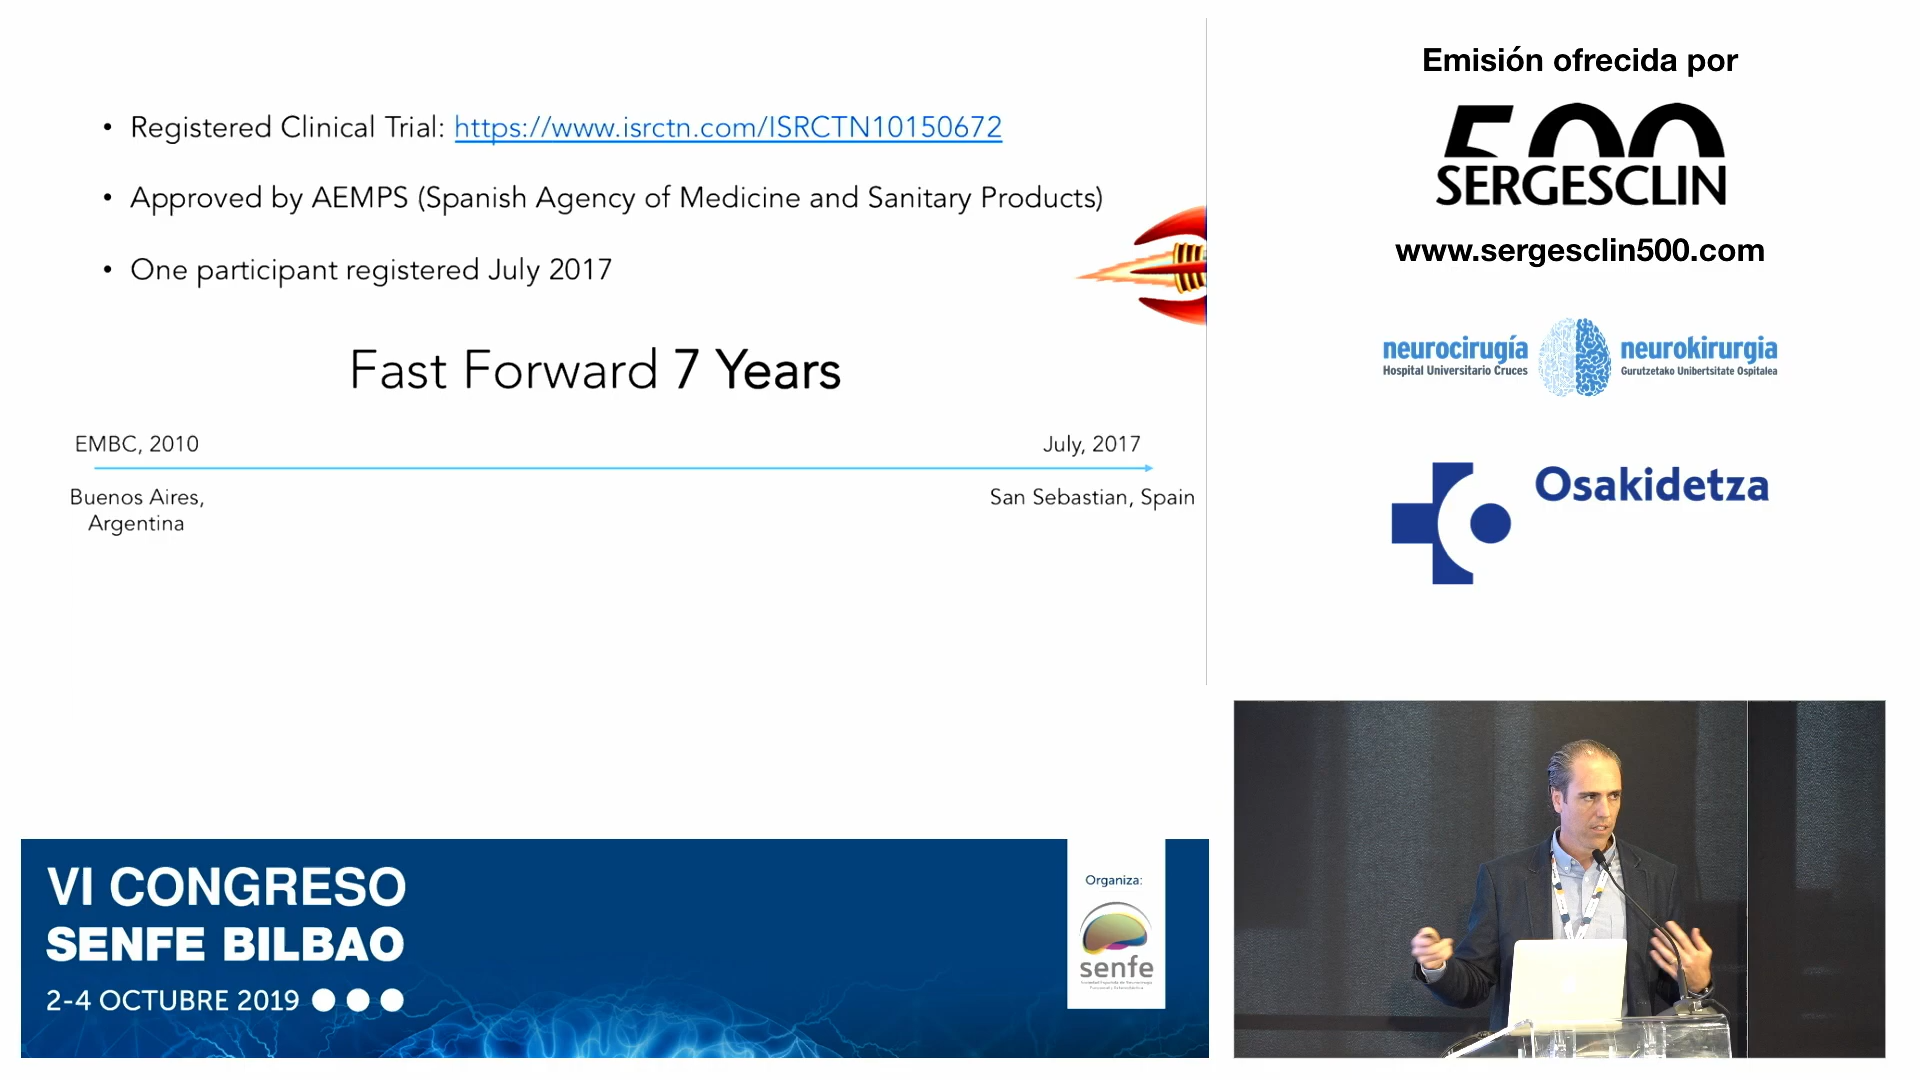 • Registered Clinical Trial: https://www.isrctn.com/ISRCTN10150672
• Approved by AEMPS (Spanish Agency of Medicine and Sanitary Products)
• One participant registered July 2017
Fast Forward 7 Years
EMBC, 2010
July, 2017
Buenos Aires,
Argentina
San Sebastian, Spain
Emisión ofrecida por
500
SERGESCLIN
www.sergesclin500.com
neurocirugía
Hospital Universitario Cruces
neurokirurgia
Gurutzetako Unibertsitate Ospitalea
Osakidetza
VI CONGRESO
SENFE BILBAO
2-4 OCTUBRE 2019
Organiza:
senfe